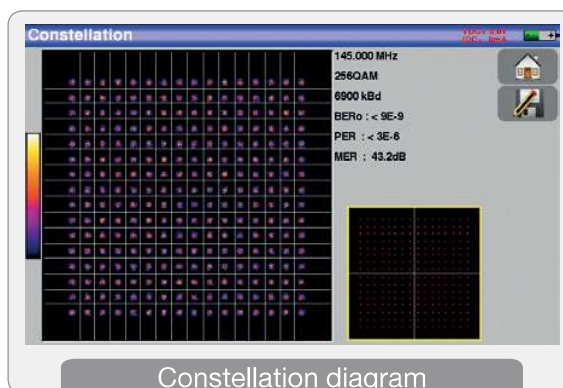 Constellation
145.000 MHz
256QAM
6900 kBd
BERo : < 9E-9
PER : < 3E-6
MER : 43.2dB
Constellation diagram